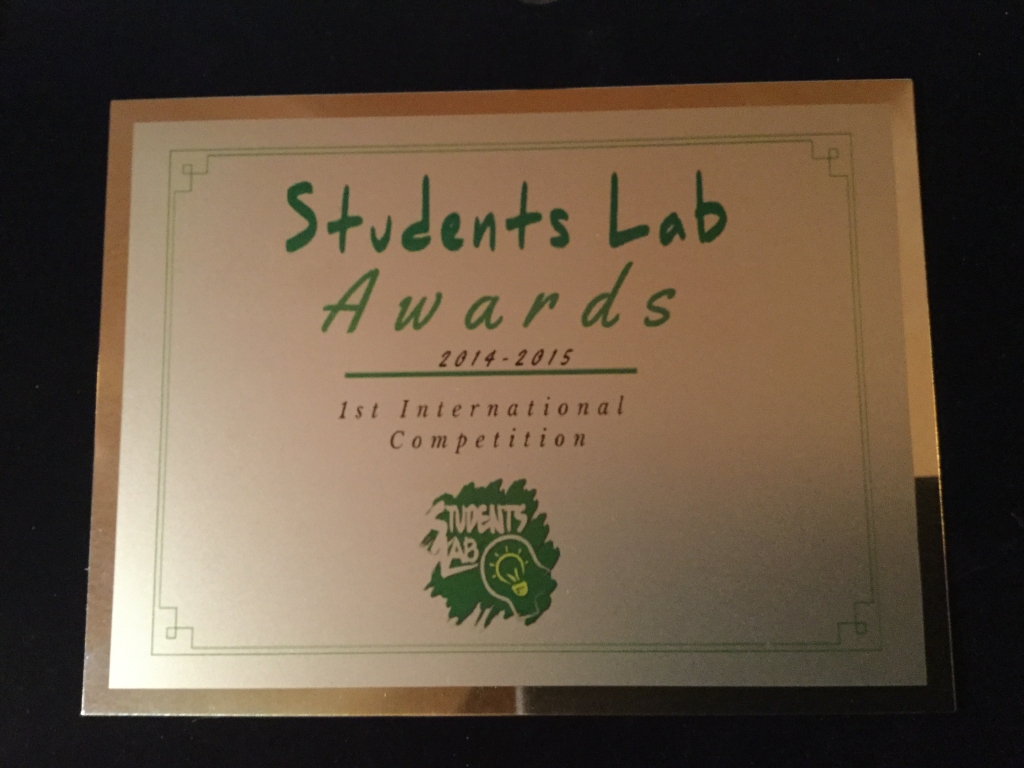 Students Lab
Awards
2014-2015
1st International
Competition
STUDENTS
LAB